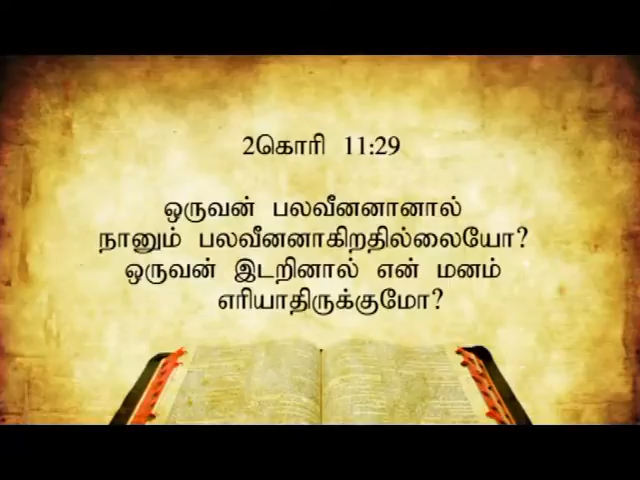 2கொரி 11:29
ஒருவன் பலவீனனானால்
நானும் பலவீனனாகிறதில்லையோ?
ஒருவன் இடறினால் என் மனம்
எரியாதிருக்குமோ?